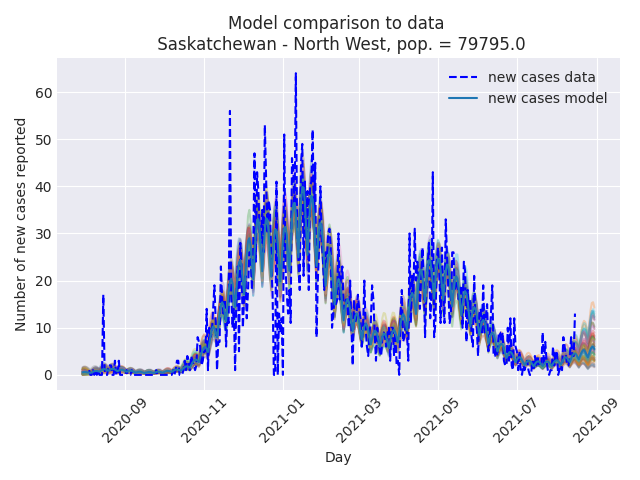 Model comparison to data
Saskatchewan - North West, pop. = 79795.0
new cases data
new cases model
Number of new cases reported
60
50
40
30
20
10
0
2020-09
2020-11
2021-01
2021-03
2021-05
2021-07
2021-09
Day